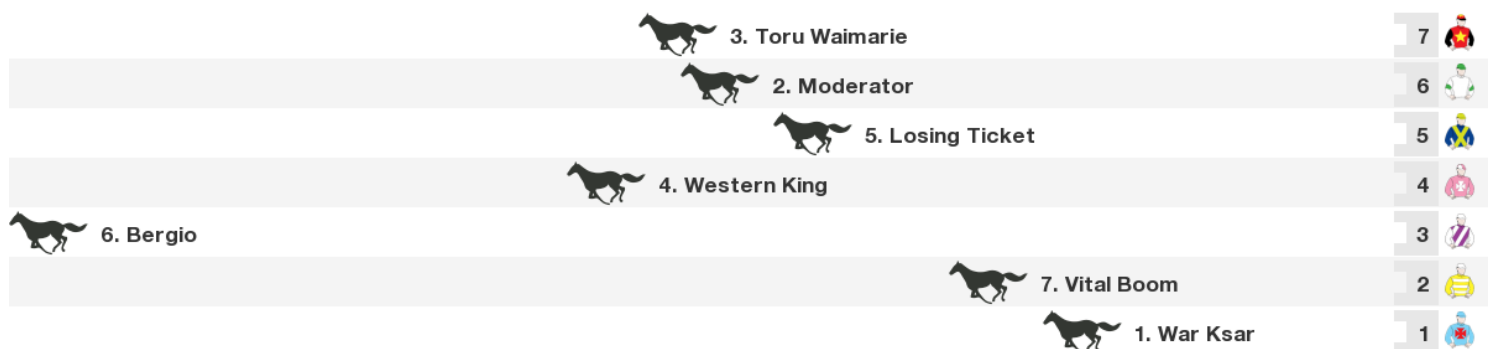 3. Toru Waimarie 7
2. Moderator 6
5. Losing Ticket 5
4. Western King 4
6. Bergio 3
7. Vital Boom 2
1. War Ksar 1